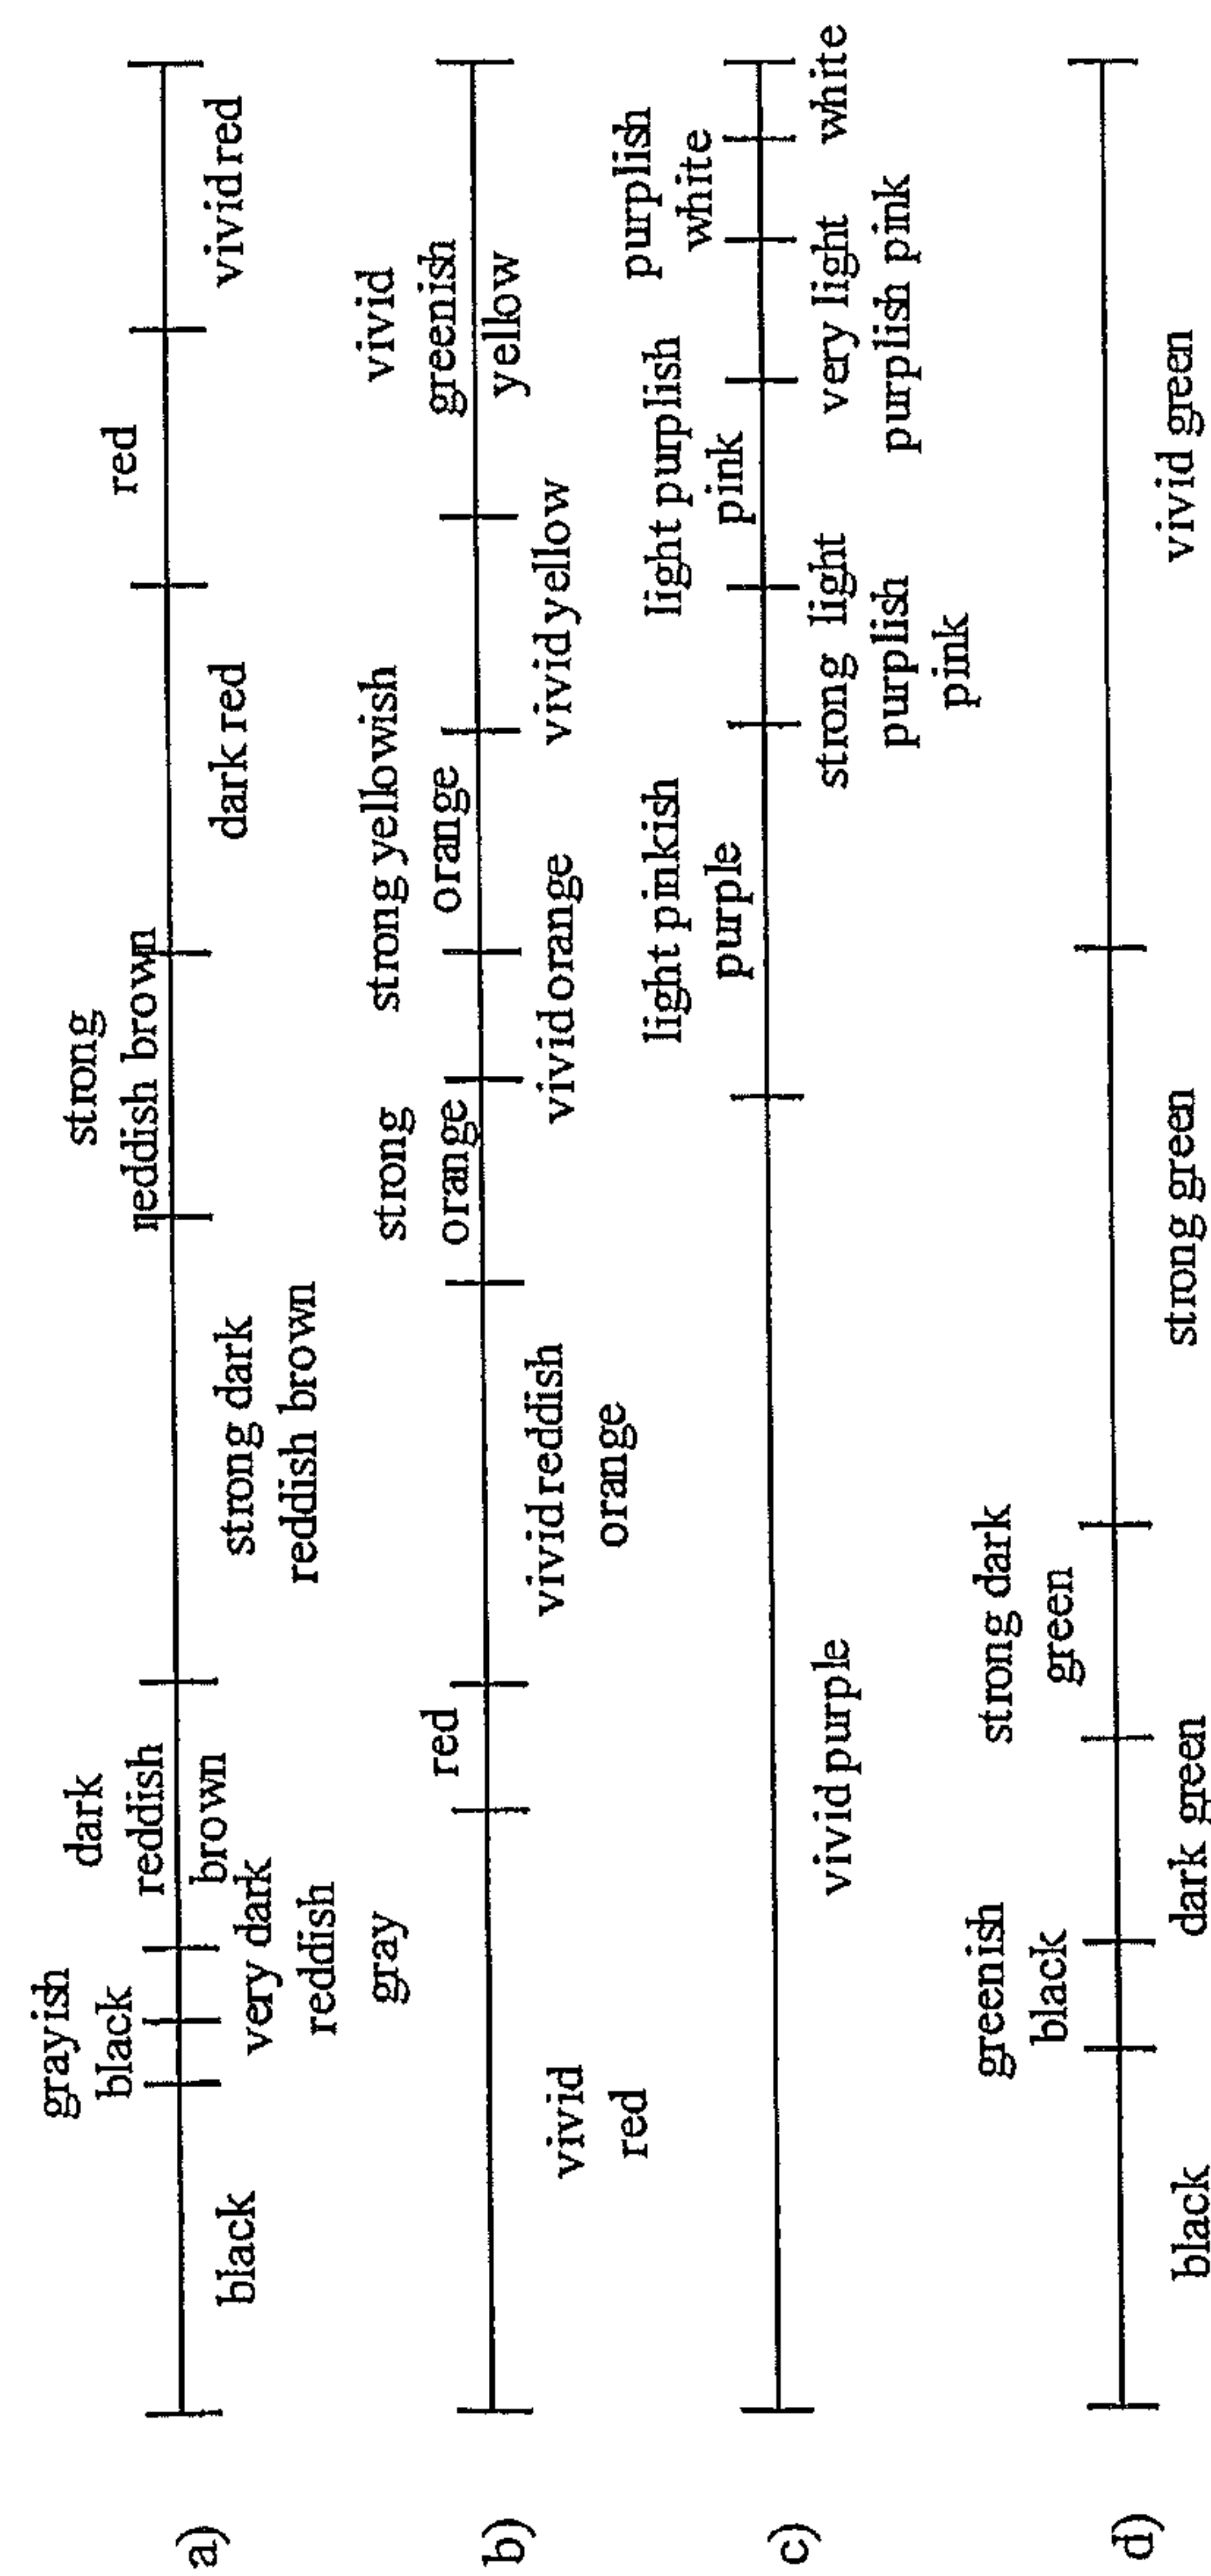 a)
black
grayish
black
very dark
reddish
gray
dark
reddish
brown
strong dark
reddish brown
strong
reddish brown
dark red
red
vivid red
b)
vivid
red
red
vivid reddish
orange
strong
orange
vivid orange
strong yellowish
orange
vivid yellow
vivid
greenish
yellow
c)
vivid purple
light pinkish
purple
strong light
purplish
pink
light purplish
pink
very light
purplish pink
purplish
white
white
d)
black
greenish
black
dark green
strong dark
green
strong green
vivid green